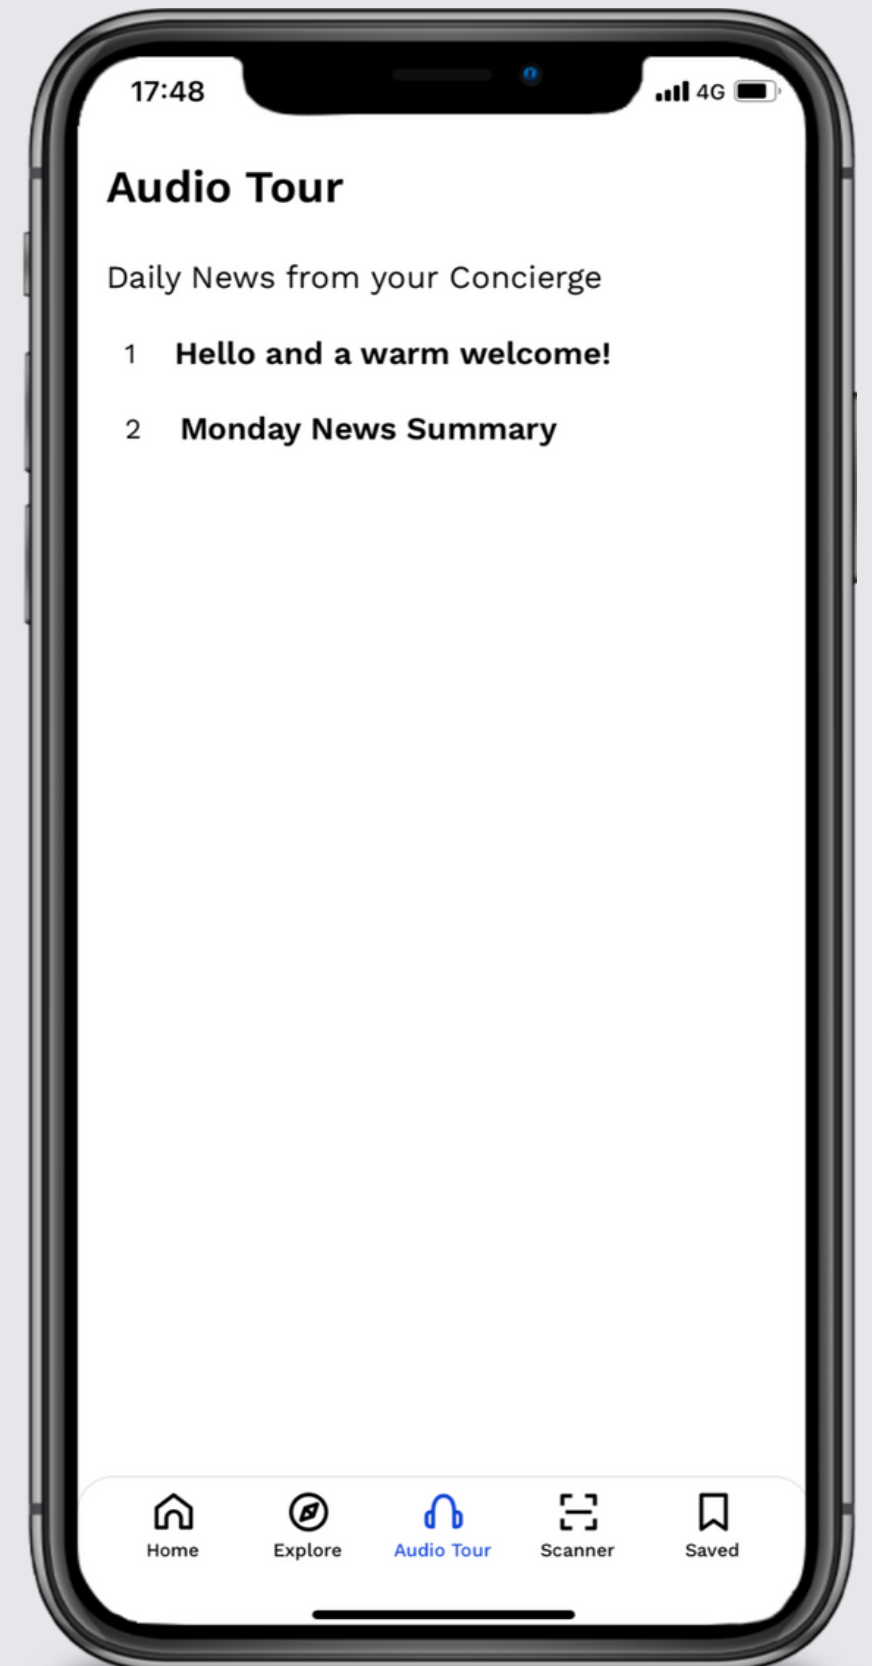 17:48 4G
Audio Tour
Daily News from your Concierge
1 Hello and a warm welcome!
2 Monday News Summary
Home Explore Audio Tour Scanner Saved